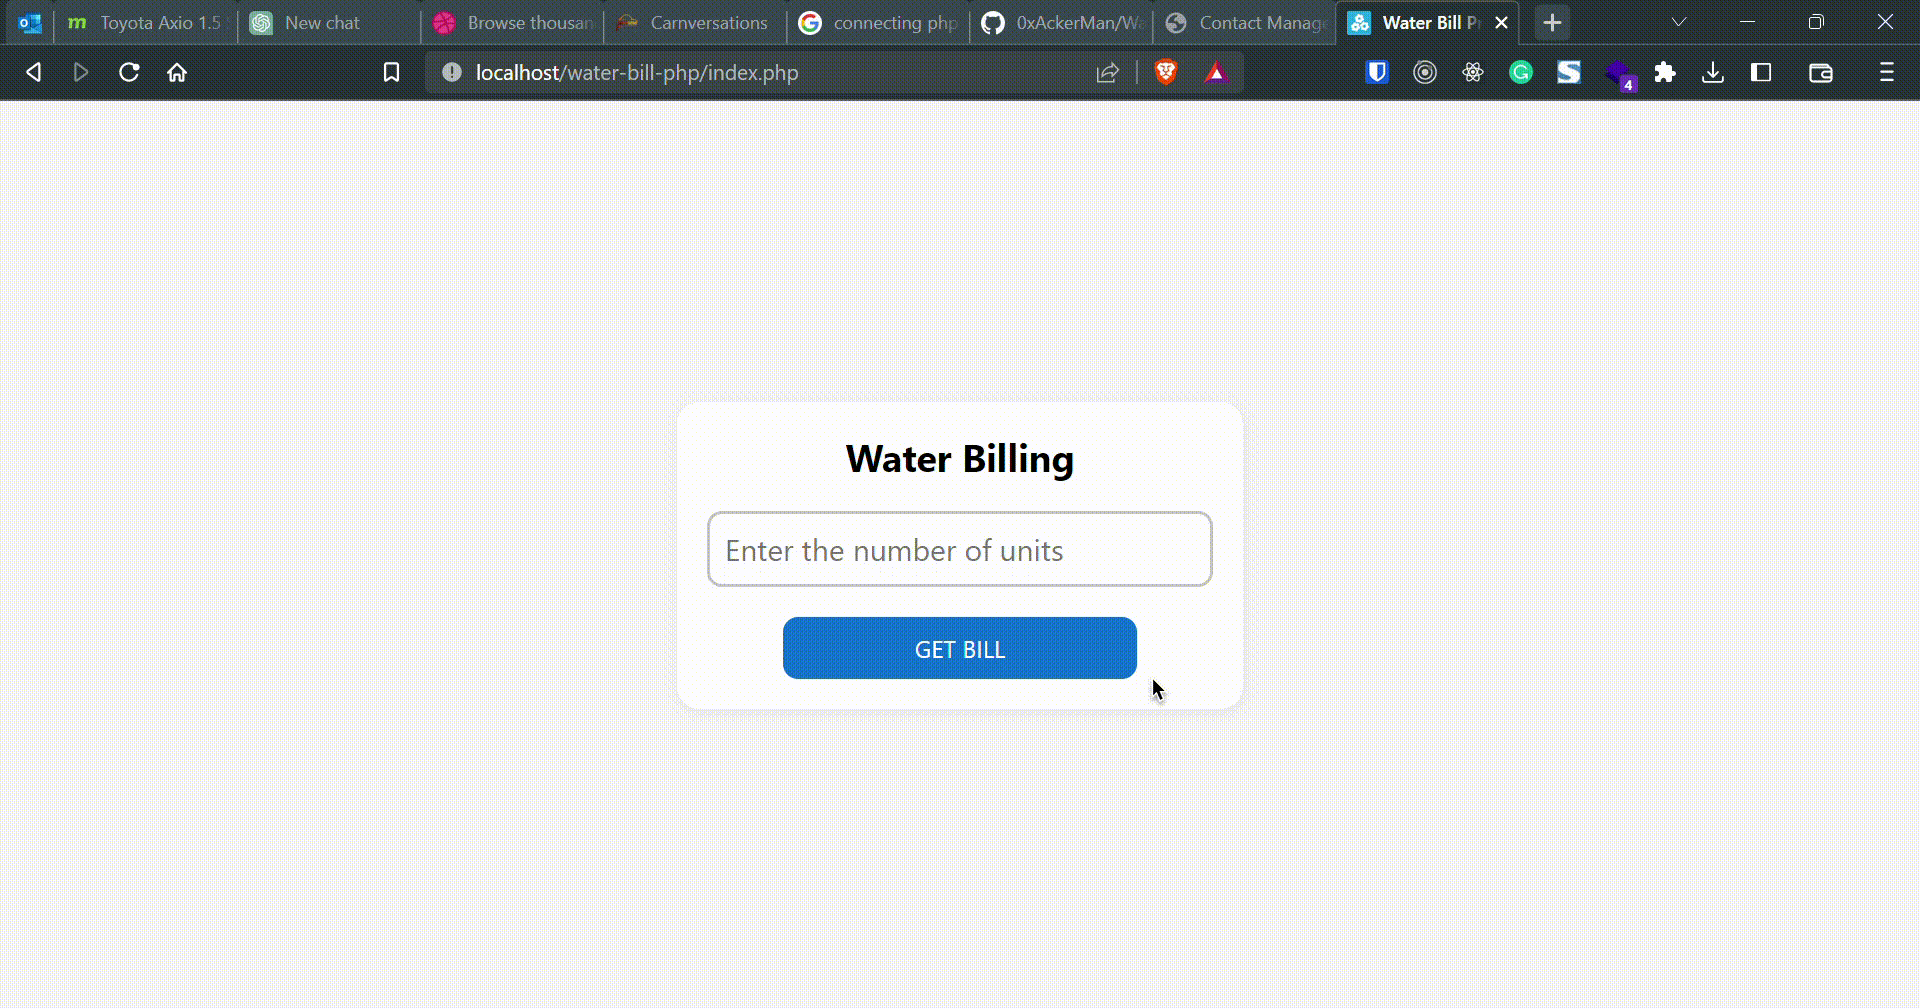 Toyota Axio 1.5
New chat
Browse thousan
Carnversations
connecting php
0xAckerMan/Wa
Contact Manage
Water Bill P
localhost/water-bill-php/index.php
4
Water Billing
Enter the number of units
GET BILL